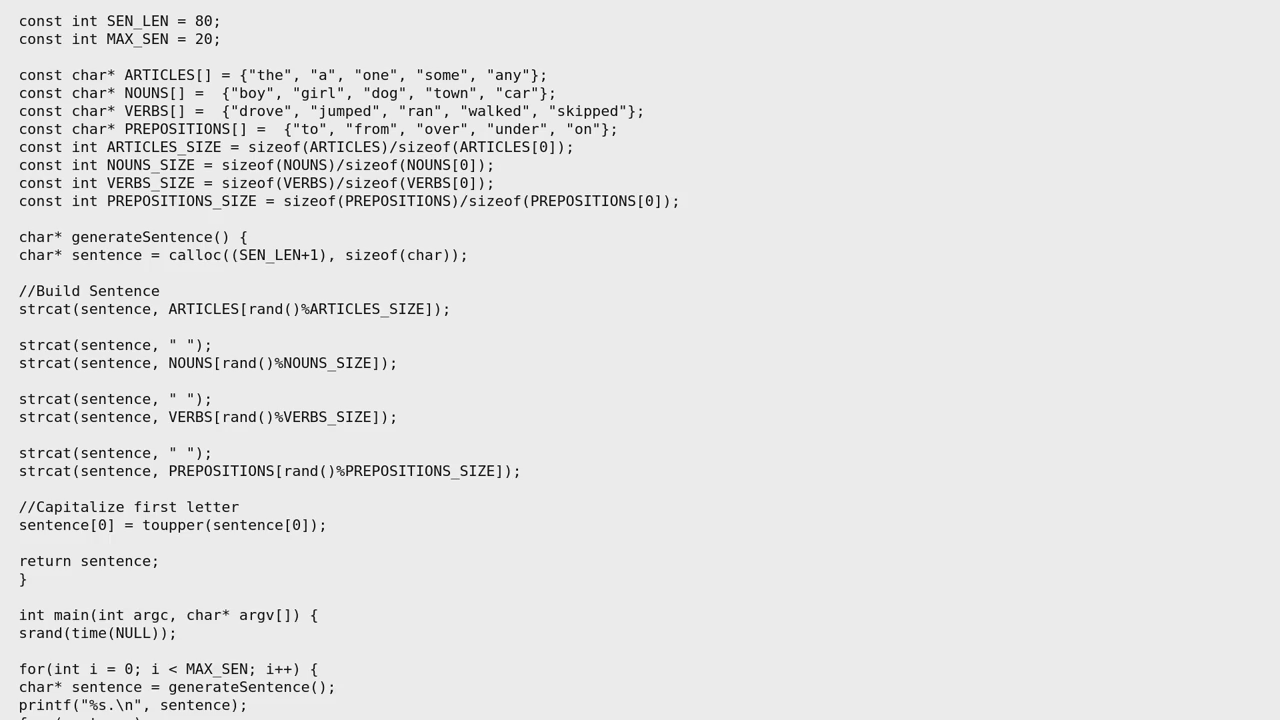 const int SEN_LEN = 80;
const int MAX_SEN = 20;
const char* ARTICLES[] = {"the", "a", "one", "some", "any"};
const char* NOUNS[] =  {"boy", "girl", "dog", "town", "car"};
const char* VERBS[] =  {"drove", "jumped", "ran", "walked", "skipped"};
const char* PREPOSITIONS[] =  {"to", "from", "over", "under", "on"};
const int ARTICLES_SIZE = sizeof(ARTICLES)/sizeof(ARTICLES[0]);
const int NOUNS_SIZE = sizeof(NOUNS)/sizeof(NOUNS[0]);
const int VERBS_SIZE = sizeof(VERBS)/sizeof(VERBS[0]);
const int PREPOSITIONS_SIZE = sizeof(PREPOSITIONS)/sizeof(PREPOSITIONS[0]);
char* generateSentence() {
char* sentence = calloc((SEN_LEN+1), sizeof(char));
//Build Sentence
strcat(sentence, ARTICLES[rand()%ARTICLES_SIZE]);
strcat(sentence, " ");
strcat(sentence, NOUNS[rand()%NOUNS_SIZE]);
strcat(sentence, " ");
strcat(sentence, VERBS[rand()%VERBS_SIZE]);
strcat(sentence, " ");
strcat(sentence, PREPOSITIONS[rand()%PREPOSITIONS_SIZE]);
//Capitalize first letter
sentence[0] = toupper(sentence[0]);
return sentence;
}
int main(int argc, char* argv[]) {
srand(time(NULL));
for(int i = 0; i < MAX_SEN; i++) {
char* sentence = generateSentence();
printf("%s.\n", sentence);